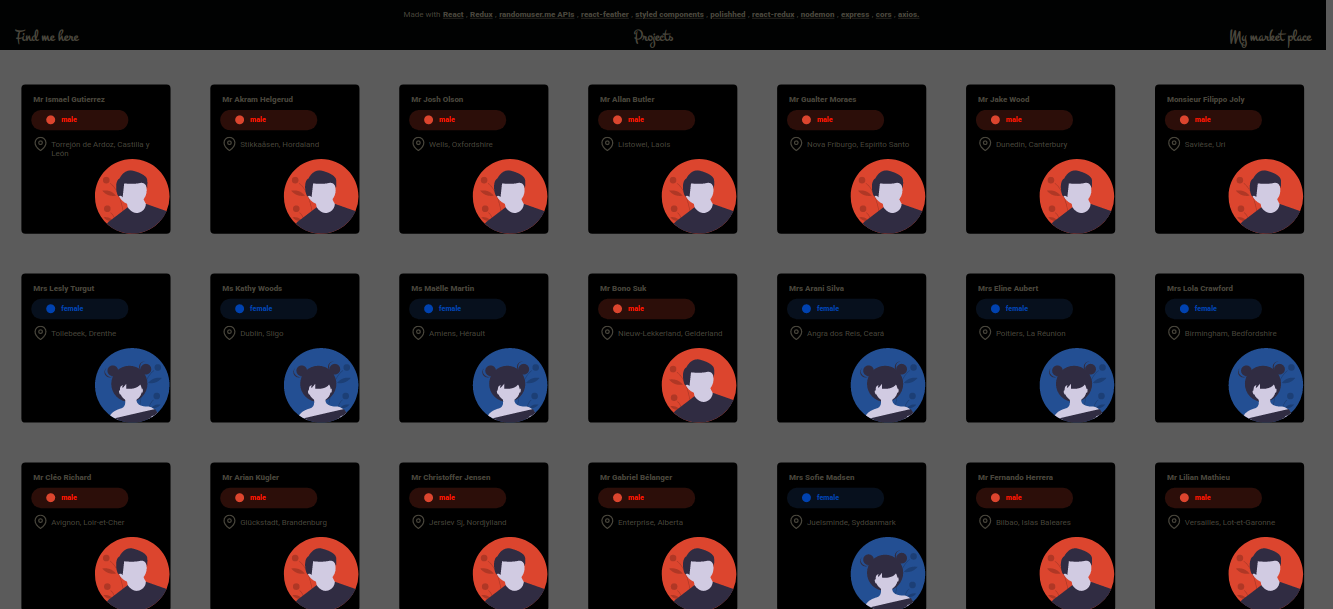 Made with React , Redux , randomuser.me APIs , react-feather , styled components , polishhed , react-redux , nodemon , express , cors , axios.
Find me here
Projects
My market place
Mr Ismael Gutierrez
male
Torrejón de Ardoz, Castilla y
León
Mr Akram Helgerud
male
Stikkaåsen, Hordaland
Mr Josh Olson
male
Wells, Oxfordshire
Mr Allan Butler
male
Listowel, Laois
Mr Gualter Moraes
male
Nova Friburgo, Espírito Santo
Mr Jake Wood
male
Dunedin, Canterbury
Monsieur Filippo Joly
male
Savièse, Uri
Mrs Lesly Turgut
female
Tollebeek, Drenthe
Ms Kathy Woods
female
Dublin, Sligo
Ms Maëlle Martin
female
Amiens, Hérault
Mr Bono Suk
male
Nieuw-Lekkerland, Gelderland
Mrs Arani Silva
female
Angra dos Reis, Ceará
Mrs Eline Aubert
female
Poitiers, La Réunion
Mrs Lola Crawford
female
Birmingham, Bedfordshire
Mr Cléo Richard
male
Avignon, Loir-et-Cher
Mr Arian Kügler
male
Glückstadt, Brandenburg
Mr Christoffer Jensen
male
Jerslev Sj, Nordjylland
Mr Gabriel Bélanger
male
Enterprise, Alberta
Mrs Sofie Madsen
female
Juelsminde, Syddanmark
Mr Fernando Herrera
male
Bilbao, Islas Baleares
Mr Lilian Mathieu
male
Versailles, Lot-et-Garonne